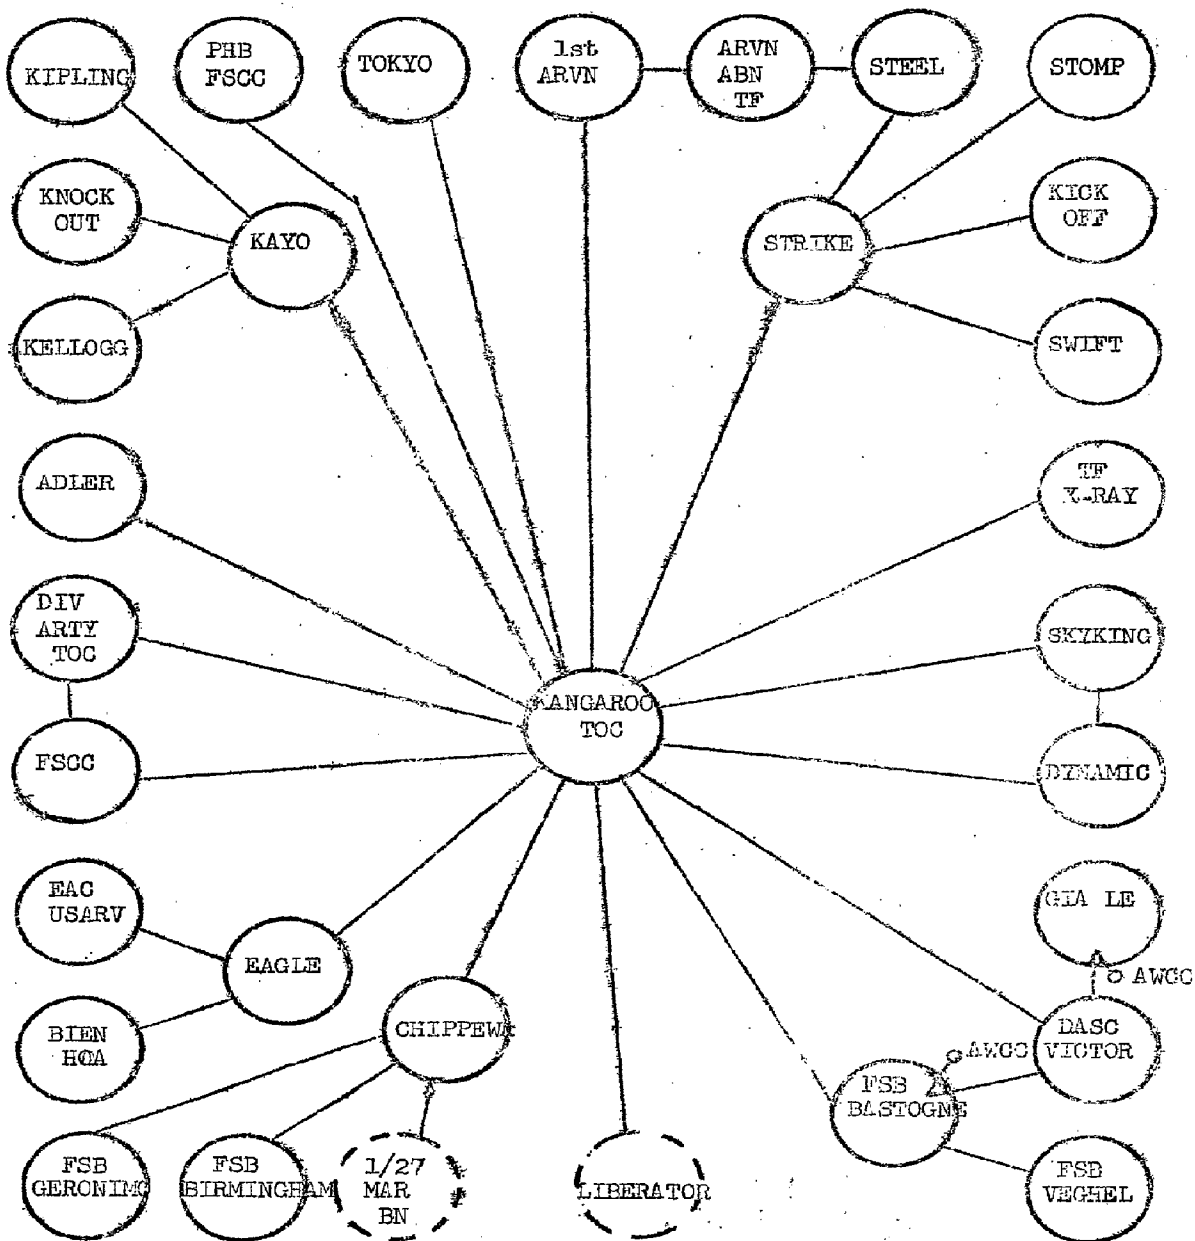 KIPLING
PHB
FSCC
TOKYO
1st
ARVN
ARVN
ABN
TF
STEEL
STOMP
KNOCK
OUT
KAYO
STRIKE
KICK
OFF
KELLOGG
SWIFT
ADLER
TF
X-RAY
DIV
ARTY
TOC
SKYKING
KANGAROO
TOC
FSCC
DYNAMIC
EAC
USARV
GIA LE
EAGLE
AWCC
BIEN
HOA
CHIPPEWA
DASC
VICTOR
AWCC
FSB
BASTOGNE
FSB
GERONIMO
FSB
BIRMINGHAM
1/27
MAR
BN
LIBERATOR
FSB
VEGHEL